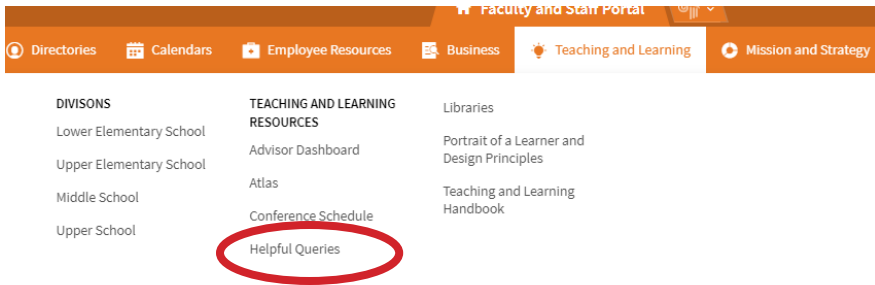 Faculty and Staff Portal
Directories
Calendars
Employee Resources
Business
Teaching and Learning
Mission and Strategy
DIVISONS
Lower Elementary School
Upper Elementary School
Middle School
Upper School
TEACHING AND LEARNING
RESOURCES
Advisor Dashboard
Atlas
Conference Schedule
Helpful Queries
Libraries
Portrait of a Learner and
Design Principles
Teaching and Learning
Handbook